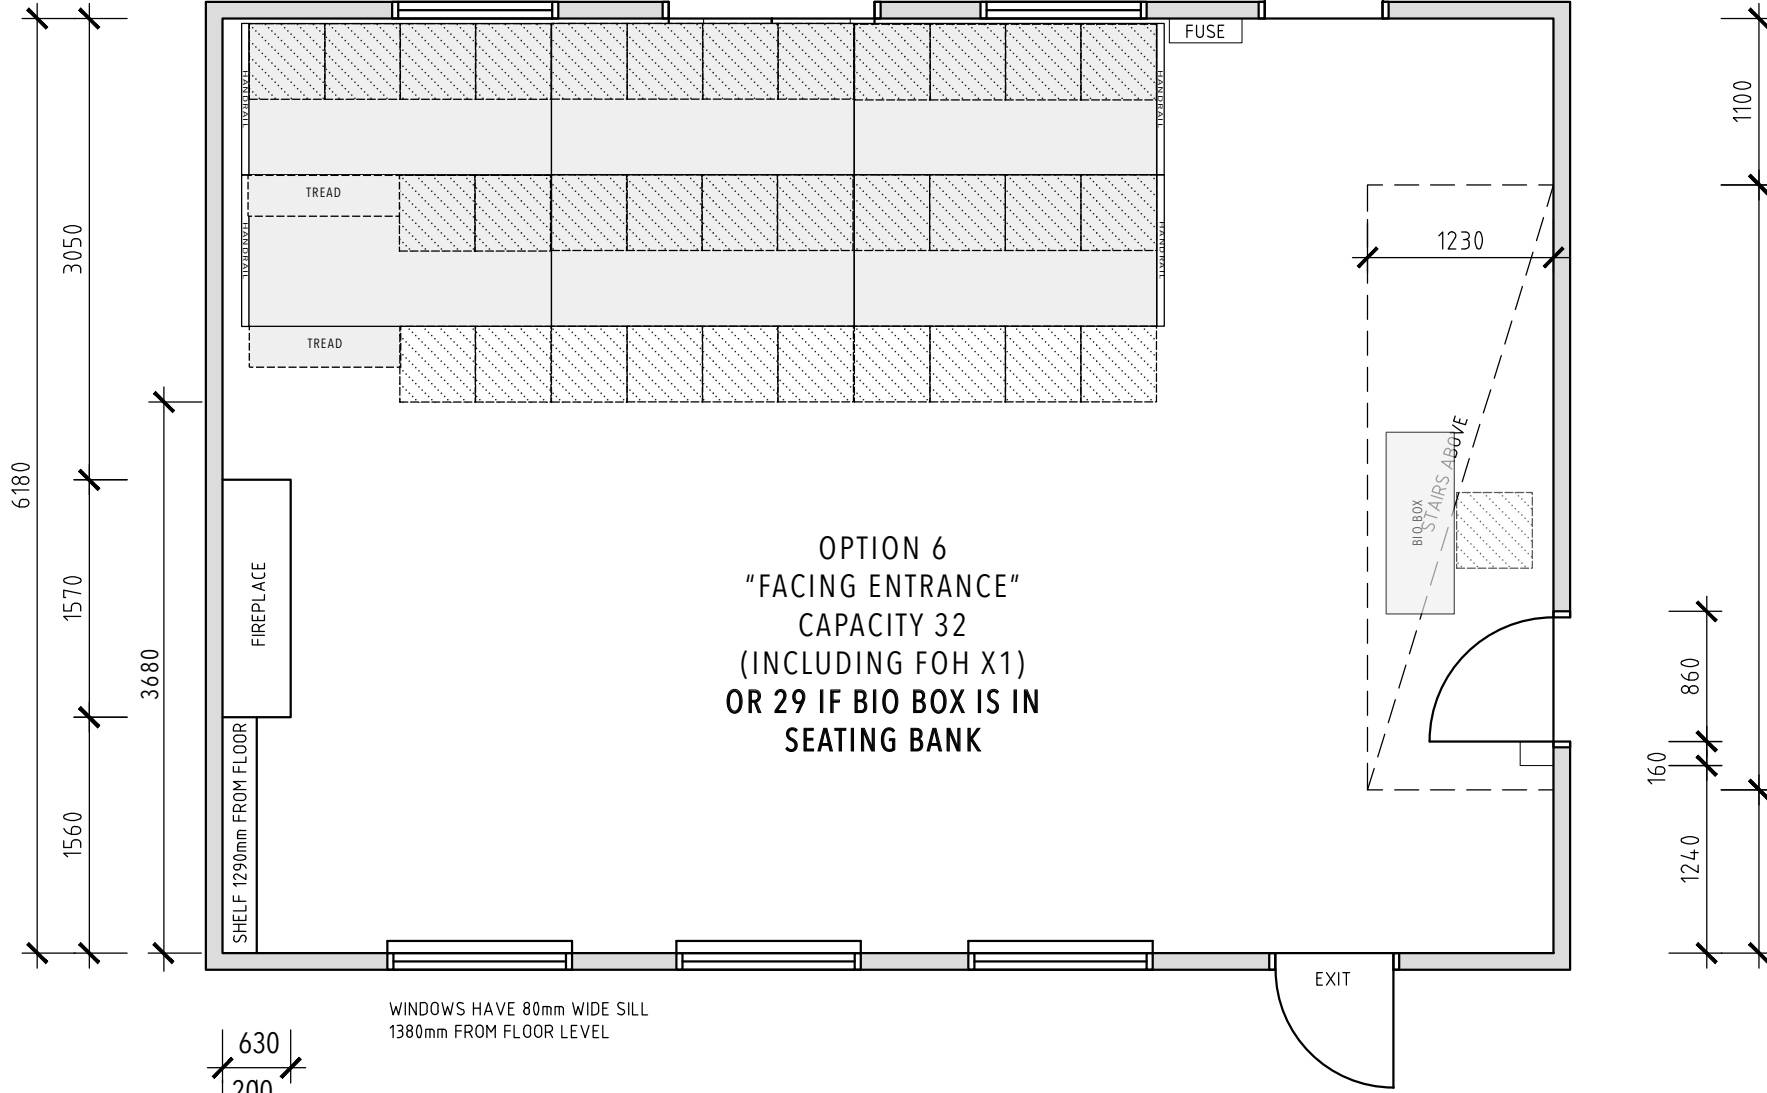 FUSE
HANDRAIL
HANDRAIL
1100
TREAD
HANDRAIL
HANDRAIL
1230
3050
TREAD
STAIRS ABOVE
6180
BIO BOX
OPTION 6
"FACING ENTRANCE"
CAPACITY 32
(INCLUDING FOH X1)
OR 29 IF BIO BOX IS IN
SEATING BANK
FIREPLACE
1570
3680
860
160
SHELF 1290mm FROM FLOOR
1560
1240
EXIT
WINDOWS HAVE 80mm WIDE SILL
1380mm FROM FLOOR LEVEL
630
200